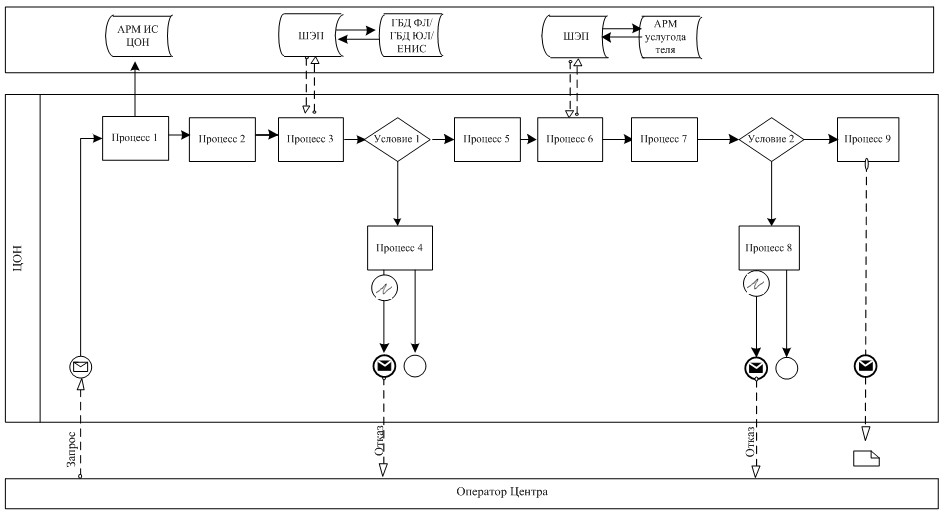 АРМ ИС
ЦОН
ШЭП
ГБД ФЛ/
ГБД ЮЛ/
ЕНИС
ШЭП
АРМ
услугода
теля
ЦОН
Процесс 1
Процесс 2
Процесс 3
Условие 1
Процесс 5
Процесс 6
Процесс 7
Условие 2
Процесс 9
Процесс 4
Процесс 8
Запрос
Отказ
Отказ
Оператор Центра